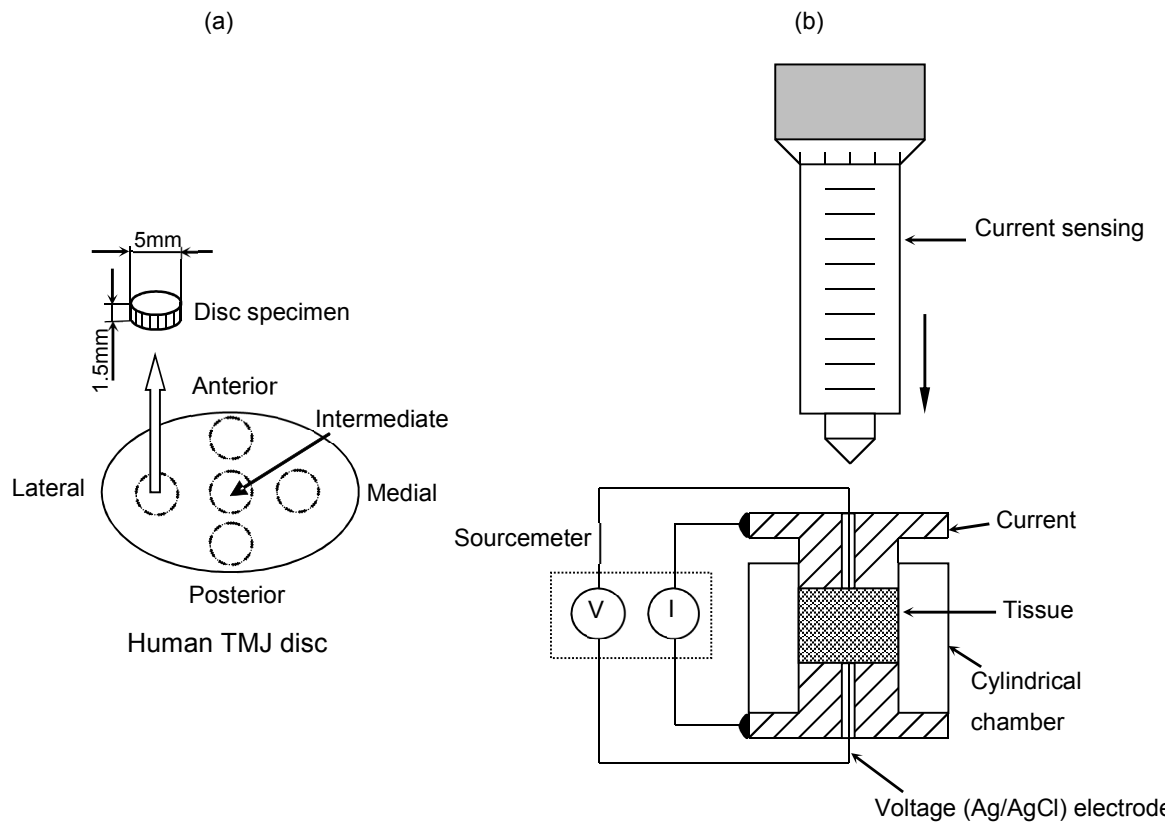 (a)
(b)
5mm
1.5mm
Disc specimen
Anterior
Intermediate
Lateral
Medial
Posterior
Human TMJ disc
Current sensing
Sourcemeter
V
I
Current
Tissue
Cylindrical
chamber
Voltage (Ag/AgCl) electrode